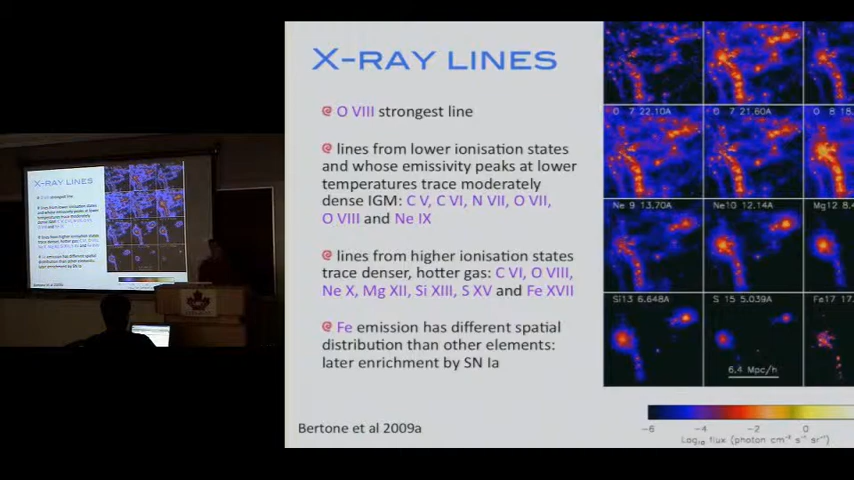 X-RAY LINES
O VIII strongest line
lines from lower ionisation states
and whose emissivity peaks at lower
temperatures trace moderately
dense IGM: C V, C VI, N VII, O VII,
O VIII and Ne IX
lines from higher ionisation states
trace denser, hotter gas: C VI, O VIII,
Ne X, Mg XII, Si XIII, S XV and Fe XVII
Fe emission has different spatial
distribution than other elements:
later enrichment by SN Ia
Bertone et al 2009a
O 7 22.10A
O 7 21.60A
O 8 18.
Ne 9 13.70A
Ne10 12.14A
Mg12 8.4
Si13 6.648A
S 15 5.039A
Fe17 17.
6.4 Mpc/h
-6 -4 -2 0
Log10 flux (photon cm-2 s-1 sr-1)
X-RAY LINES